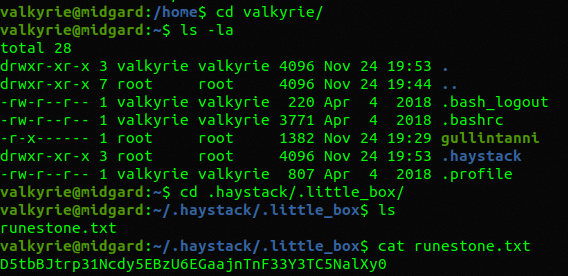 valkyrie@midgard:/home$ cd valkyrie/
valkyrie@midgard:~$ ls -la
total 28
drwxr-xr-x 3 valkyrie valkyrie 4096 Nov 24 19:53 .
drwxr-xr-x 7 root     root     4096 Nov 24 19:44 ..
-rw-r--r-- 1 valkyrie valkyrie  220 Apr  4  2018 .bash_logout
-rw-r--r-- 1 valkyrie valkyrie 3771 Apr  4  2018 .bashrc
-r-x------ 1 root     root     1382 Nov 24 19:29 gullintanni
drwxr-xr-x 3 root     root     4096 Nov 24 19:53 .haystack
-rw-r--r-- 1 valkyrie valkyrie  807 Apr  4  2018 .profile
valkyrie@midgard:~$ cd .haystack/.little_box/
valkyrie@midgard:~/.haystack/.little_box$ ls
runestone.txt
valkyrie@midgard:~/.haystack/.little_box$ cat runestone.txt
D5tbBJtrp31Ncdy5EBzU6EGaajnTnF33Y3TC5NalXy0